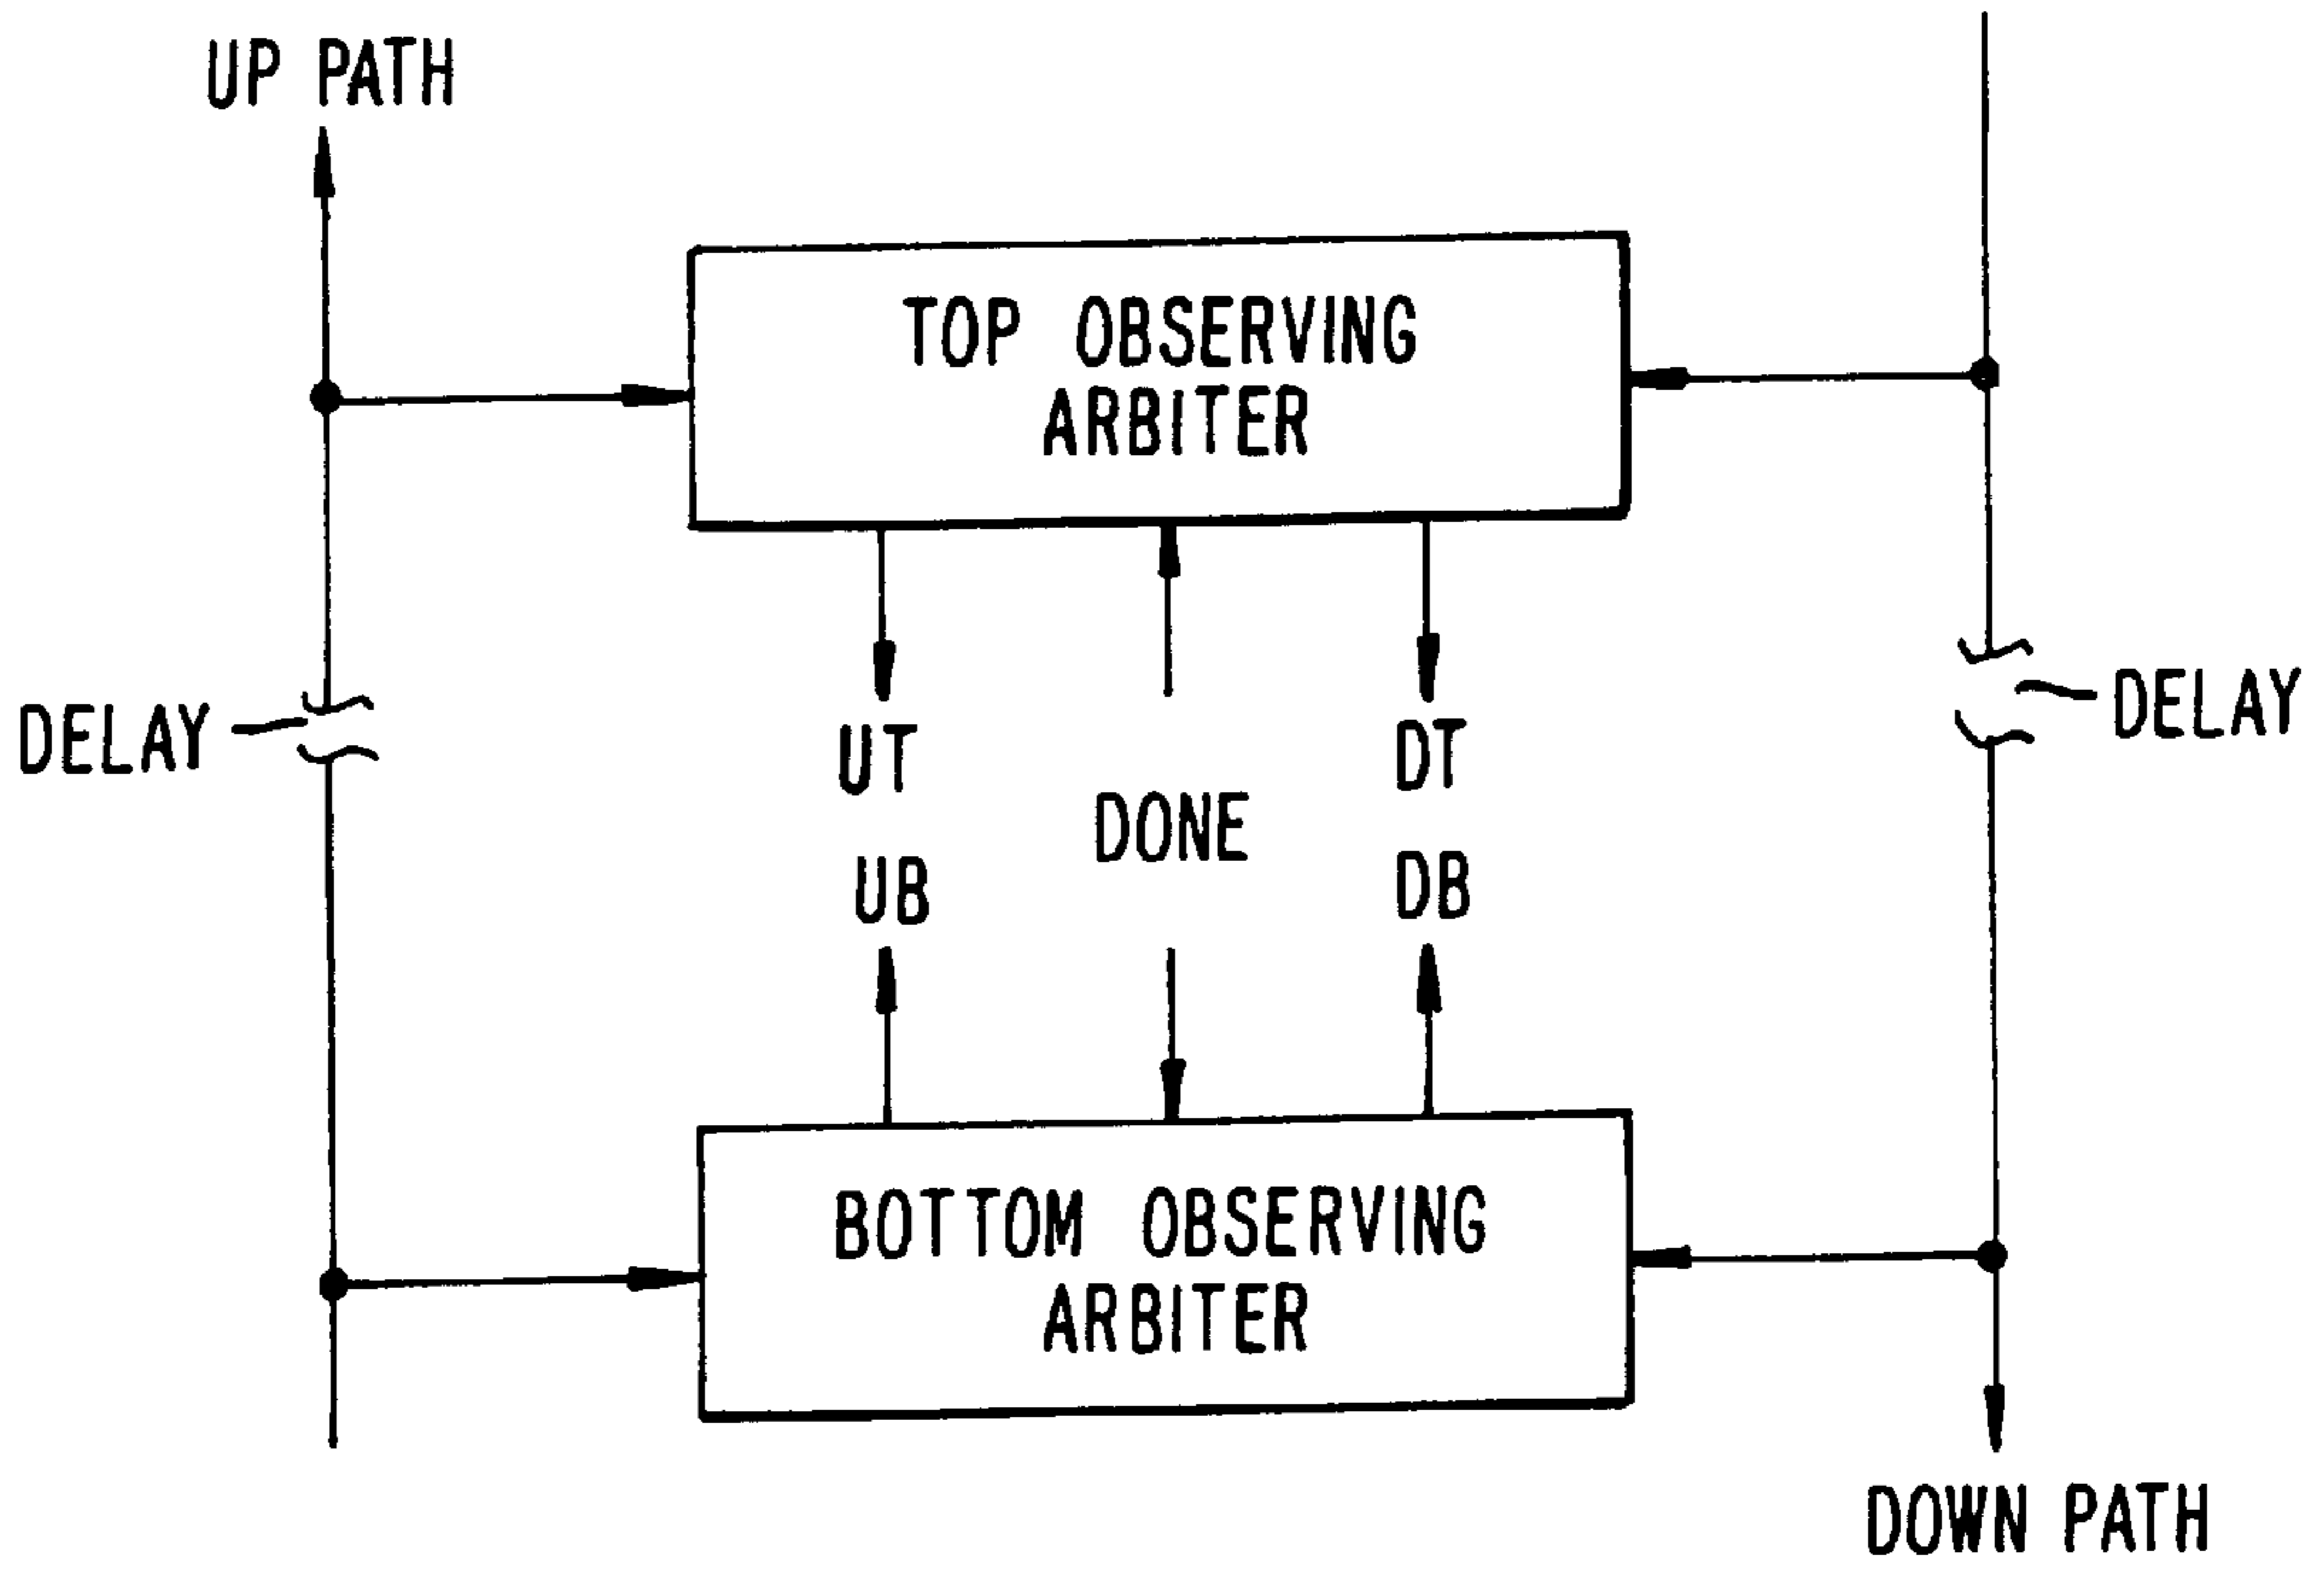 UP PATH
TOP OBSERVING
ARBITER
DELAY
DELAY
UT
DT
DONE
UB
DB
BOTTOM OBSERVING
ARBITER
DOWN PATH